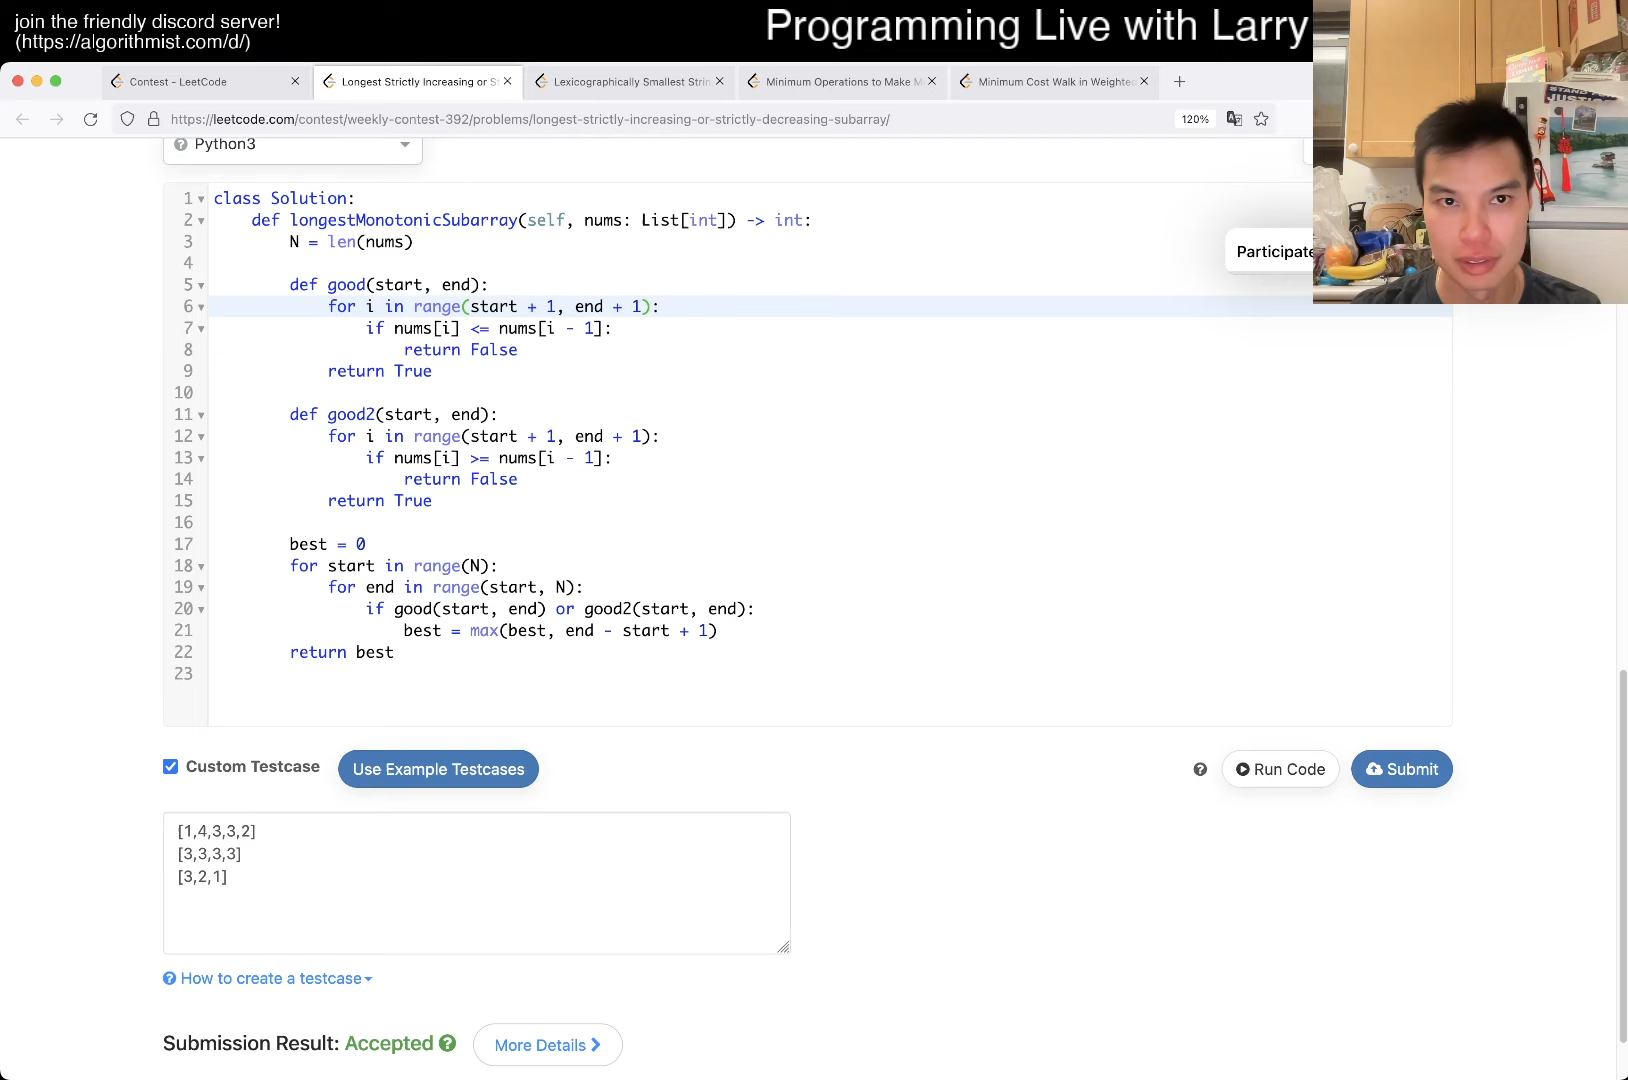 join the friendly discord server!
(https://algorithmist.com/d/)
Programming Live with Larry
Contest - LeetCode
Longest Strictly Increasing or St
Lexicographically Smallest Strin
Minimum Operations to Make M
Minimum Cost Walk in Weighted
https://leetcode.com/contest/weekly-contest-392/problems/longest-strictly-increasing-or-strictly-decreasing-subarray/
120%
Python3
Participate
1 class Solution:
2 def longestMonotonicSubarray(self, nums: List[int]) -> int:
3 N = len(nums)
4
5 def good(start, end):
6 for i in range(start + 1, end + 1):
7 if nums[i] <= nums[i - 1]:
8 return False
9 return True
10
11 def good2(start, end):
12 for i in range(start + 1, end + 1):
13 if nums[i] >= nums[i - 1]:
14 return False
15 return True
16
17 best = 0
18 for start in range(N):
19 for end in range(start, N):
20 if good(start, end) or good2(start, end):
21 best = max(best, end - start + 1)
22 return best
23
Custom Testcase
Use Example Testcases
Run Code
Submit
[1,4,3,3,2]
[3,3,3,3]
[3,2,1]
How to create a testcase
Submission Result: Accepted
More Details